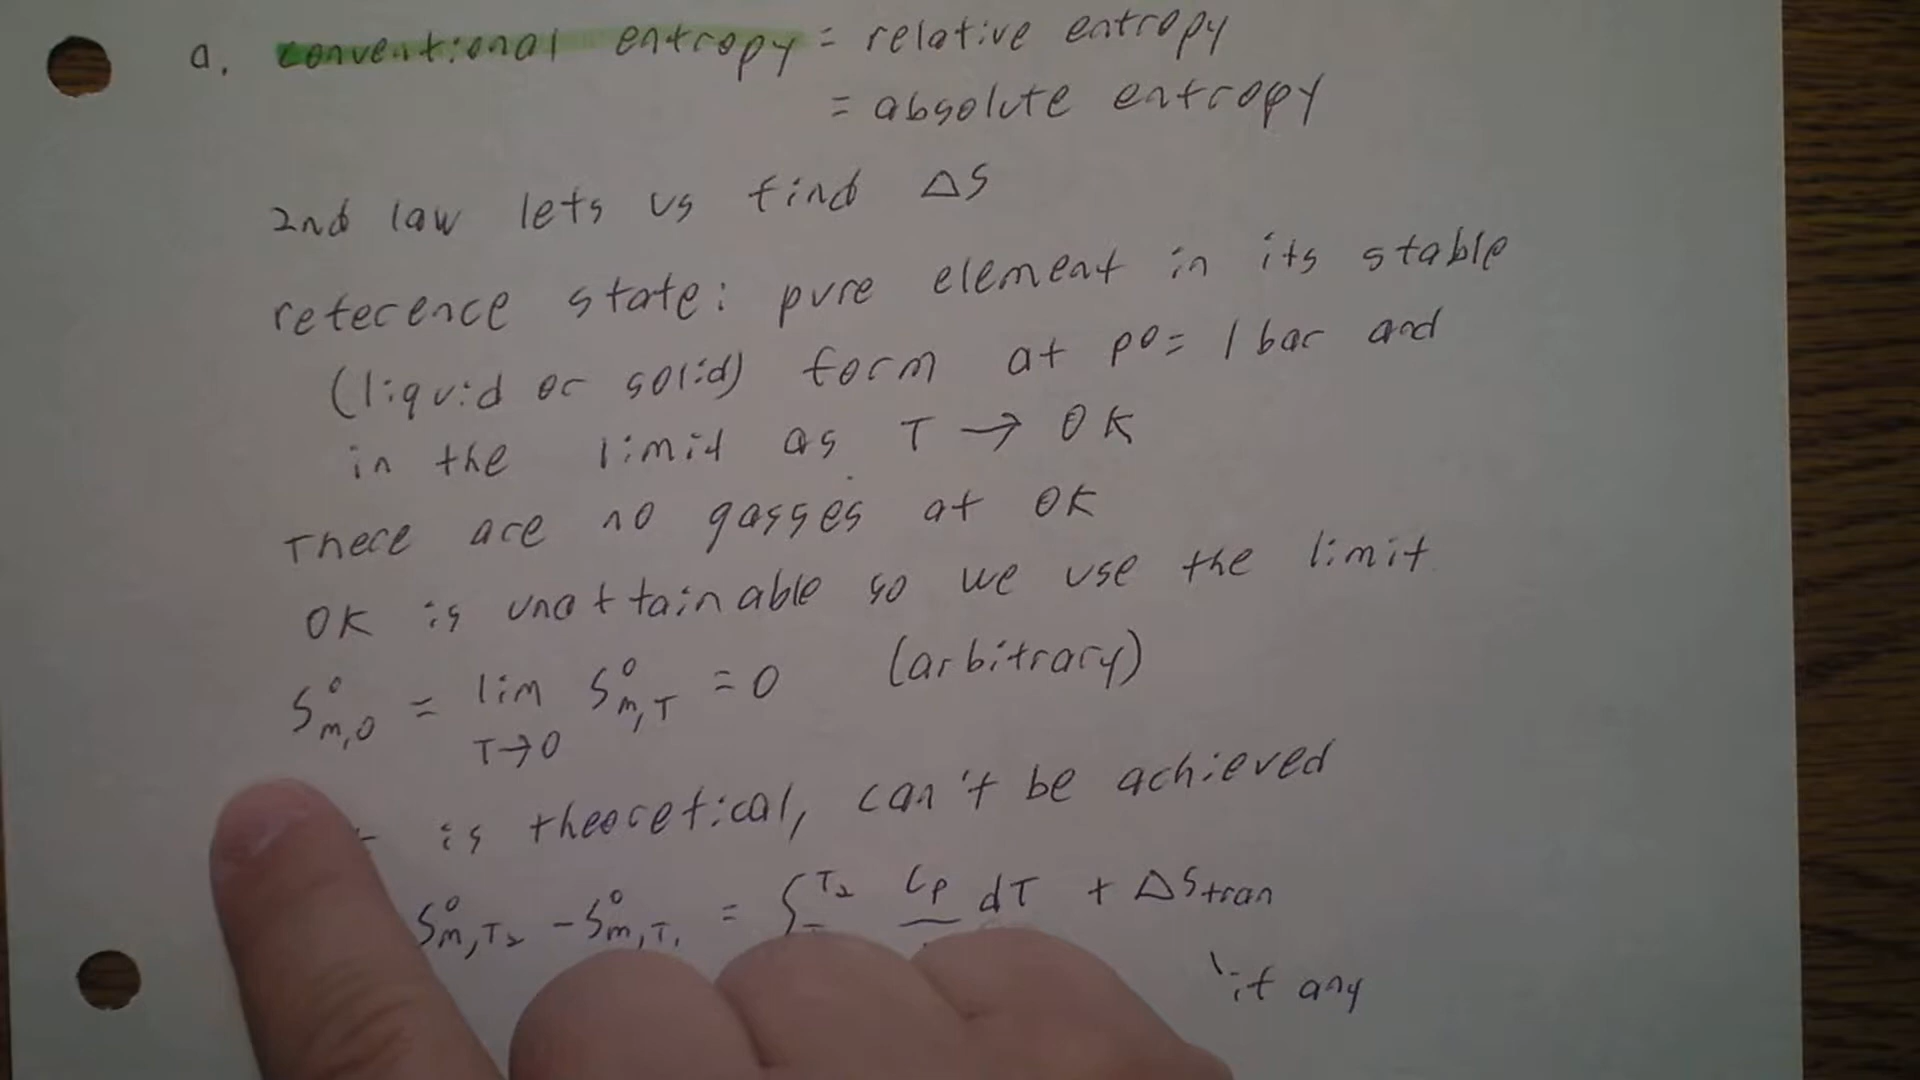 a. conventional entropy = relative entropy
= absolute entropy
2nd law lets us find ΔS
reference state: pure element in its stable
(liquid or solid) form at P° = 1 bar and
in the limit as T → 0K
There are no gasses at 0K
0K is unattainable so we use the limit
S°m,0 = lim T→0 S°m,T = 0 (arbitrary)
is theoretical, can't be achieved
S°m,T₂ - S°m,T₁ = ∫ T₂ Cp dT + ΔS tran
if any